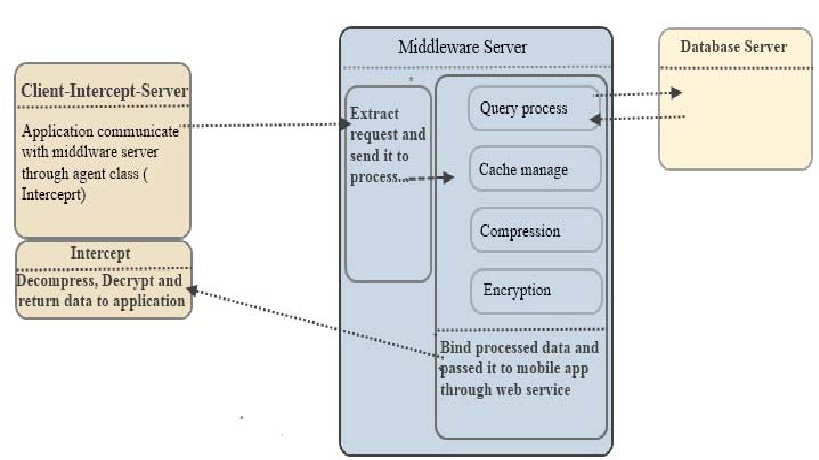 Client-Intercept-Server
Application communicate
with middlware server
through agent class (
Interceprt)
Intercept
Decompress, Decrypt and
return data to application
Middleware Server
Extract
request and
send it to
process...
Query process
Cache manage
Compression
Encryption
Bind processed data and
passed it to mobile app
through web service
Database Server